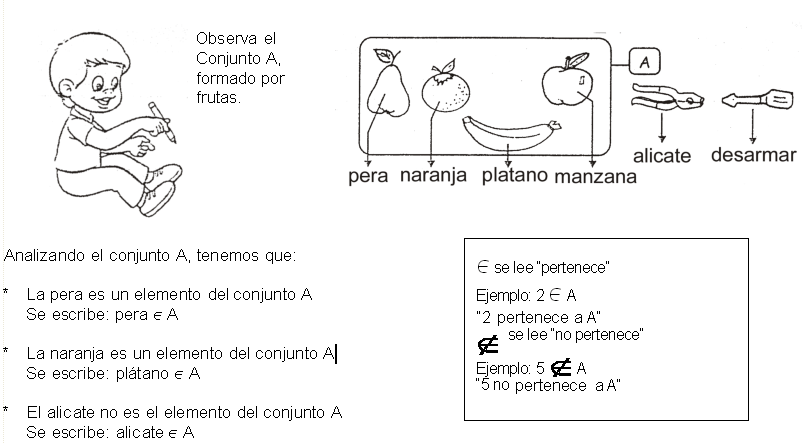 Observa el
Conjunto A,
formado por
frutas.
A
pera naranja platano manzana
alicate desarmar
Analizando el conjunto A, tenemos que:
* La pera es un elemento del conjunto A
Se escribe: pera ∊ A
* La naranja es un elemento del conjunto A
Se escribe: plátano ∊ A
* El alicate no es el elemento del conjunto A
Se escribe: alicate ∊ A
∈ se lee "pertenece"
Ejemplo: 2 ∈ A
"2 pertenece a A"
∉ se lee "no pertenece"
Ejemplo: 5 ∉ A
"5 no pertenece a A"